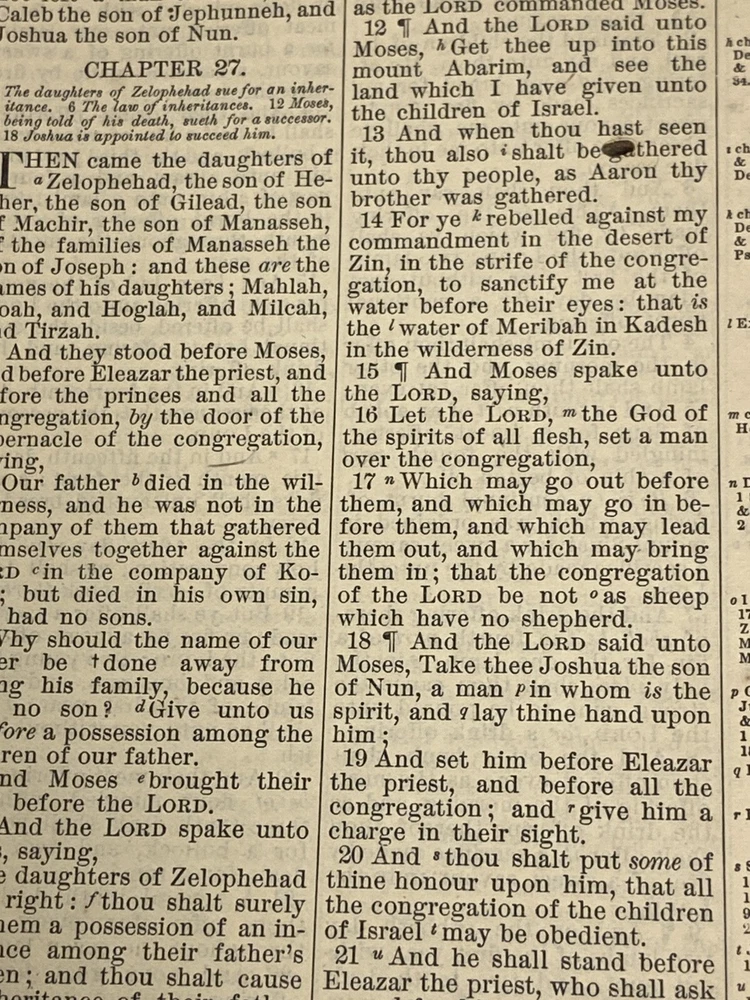 Caleb the son of Jephunneh, and
Joshua the son of Nun.
CHAPTER 27.
The daughters of Zelophehad sue for an inher-
itance. 6 The law of inheritances. 12 Moses,
being told of his death, sueth for a successor.
18 Joshua is appointed to succeed him.
THEN came the daughters of
a Zelophehad, the son of He-
her, the son of Gilead, the son
f Machir, the son of Manasseh,
f the families of Manasseh the
on of Joseph: and these are the
ames of his daughters; Mahlah,
oah, and Hoglah, and Milcah,
nd Tirzah.
And they stood before Moses,
d before Eleazar the priest, and
fore the princes and all the
ngregation, by the door of the
bernacle of the congregation,
ying,
Our father b died in the wil-
ness, and he was not in the
mpany of them that gathered
mselves together against the
RD c in the company of Ko-
; but died in his own sin,
had no sons.
Why should the name of our
er be †done away from
ng his family, because he
no son? d Give unto us
fore a possession among the
ren of our father.
nd Moses e brought their
before the LORD.
And the LORD spake unto
s, saying,
e daughters of Zelophehad
right: f thou shalt surely
hem a possession of an in-
nce among their father's
en; and thou shalt cause
as the LORD commanded Moses.
12 ¶ And the LORD said unto
Moses, h Get thee up into this
mount Abarim, and see the
land which I have given unto
the children of Israel.
13 And when thou hast seen
it, thou also i shalt be gathered
unto thy people, as Aaron thy
brother was gathered.
14 For ye k rebelled against my
commandment in the desert of
Zin, in the strife of the congre-
gation, to sanctify me at the
water before their eyes: that is
the l water of Meribah in Kadesh
in the wilderness of Zin.
15 ¶ And Moses spake unto
the LORD, saying,
16 Let the LORD, m the God of
the spirits of all flesh, set a man
over the congregation,
17 n Which may go out before
them, and which may go in be-
fore them, and which may lead
them out, and which may bring
them in; that the congregation
of the LORD be not o as sheep
which have no shepherd.
18 ¶ And the LORD said unto
Moses, Take thee Joshua the son
of Nun, a man p in whom is the
spirit, and q lay thine hand upon
him;
19 And set him before Eleazar
the priest, and before all the
congregation; and r give him a
charge in their sight.
20 And s thou shalt put some of
thine honour upon him, that all
the congregation of the children
of Israel t may be obedient.
21 u And he shall stand before
Eleazar the priest, who shall ask
h ch
De
&
i ch
&
De
k ch
De
Ps
l Ex
m c
H
n D
1
&
2
o 1
17
Z
M
M
p G
J
&
1
q
r
s
t
u